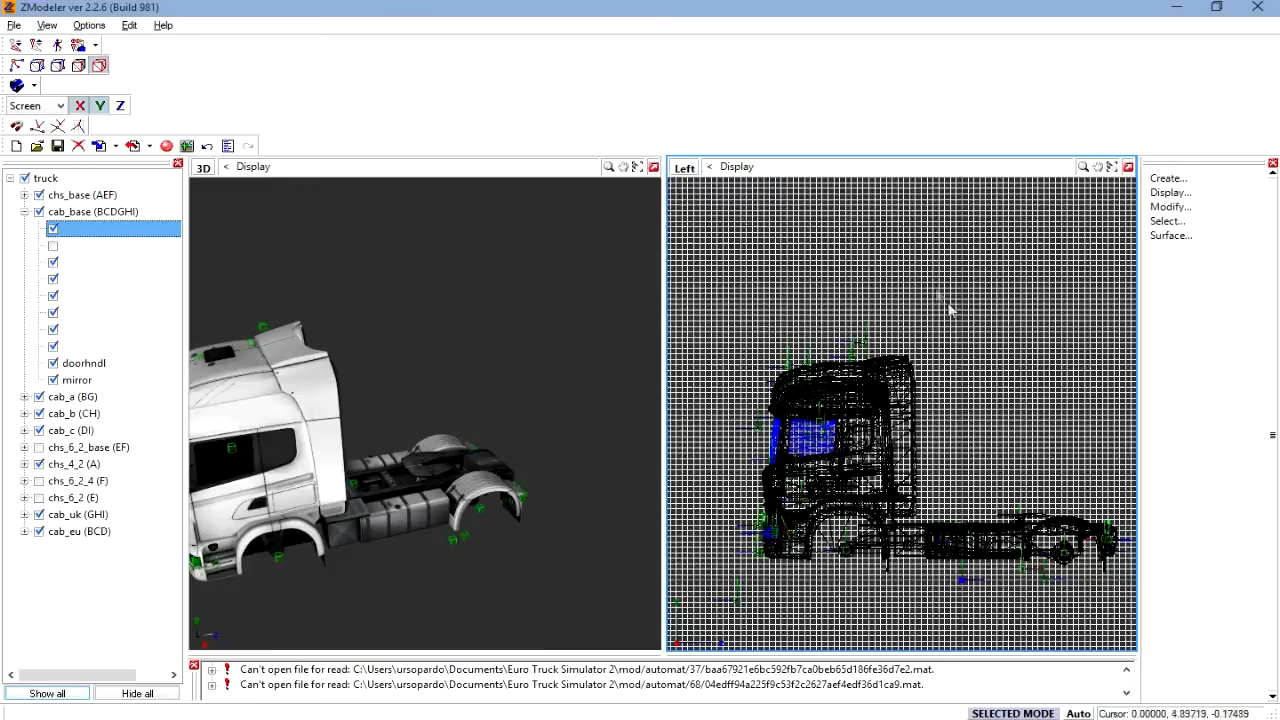 ZModeler ver 2.2.6 (Build 981)
File View Options Edit Help
Screen X Y Z
3D < Display
Left < Display
truck
chs_base (AEF)
cab_base (BCDGHI)
doorhndl
mirror
cab_a (BG)
cab_b (CH)
cab_c (DI)
chs_6_2_base (EF)
chs_4_2 (A)
chs_6_2_4 (F)
chs_6_2 (E)
cab_uk (GHI)
cab_eu (BCD)
Show all Hide all
Create...
Display...
Modify...
Select...
Surface...
Can't open file for read: C:\Users\ursopardo\Documents\Euro Truck Simulator 2\mod/automat/37/baa67921e6bc592fb7ca0beb65d186fe36d7e2.mat.
Can't open file for read: C:\Users\ursopardo\Documents\Euro Truck Simulator 2\mod/automat/68/04edff94a225f9c53f2c2627aef4edf36d1ca9.mat.
SELECTED MODE Auto Cursor: 0.00000, 4.89719, -0.17489